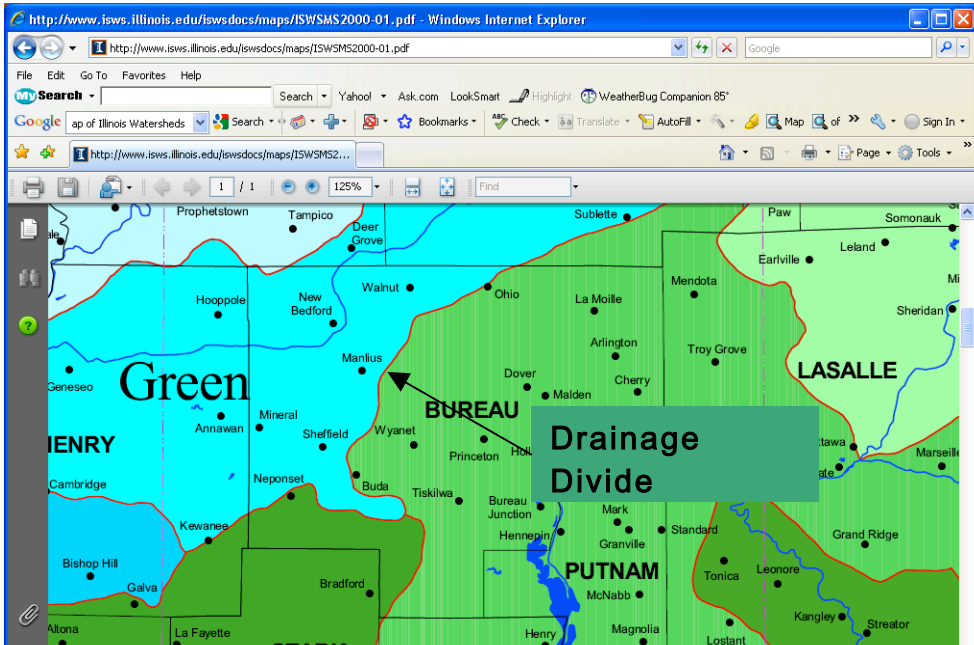 http://www.isws.illinois.edu/iswsdocs/maps/ISWSMS2000-01.pdf - Windows Internet Explorer
http://www.isws.illinois.edu/iswsdocs/maps/ISWSMS2000-01.pdf
Google
File Edit Go To Favorites Help
My Search Search Yahoo! Ask.com LookSmart Highlight WeatherBug Companion 85°
Google ap of Illinois Watersheds Search Bookmarks Check Translate AutoFill Map of >> Sign In
http://www.isws.illinois.edu/iswsdocs/maps/ISWSMS2... Page Tools >>
1 / 1 125% Find
Prophetstown
Tampico
Sublette
Paw
Somonauk
Deer
Grove
Leland
Earlville
Walnut
Ohio
Mendota
Mi
Hooppole
New
Bedford
La Moille
Sheridan
Arlington
Troy Grove
Manlius
Geneseo
Green
Dover
Cherry
LASALLE
Malden
BUREAU
Annawan
Mineral
Sheffield
Wyanet
Drainage
Divide
IENRY
Princeton
Holl
tawa
Marseille
Cambridge
Neponset
Buda
Tiskilwa
Bureau
Junction
ate
Mark
Kewanee
Hennepin
Granville
Standard
Grand Ridge
Bishop Hill
PUTNAM
Tonica
Leonore
Galva
Bradford
McNabb
Kangley
Streator
Altona
La Fayette
Henry
Magnolia
Lostant